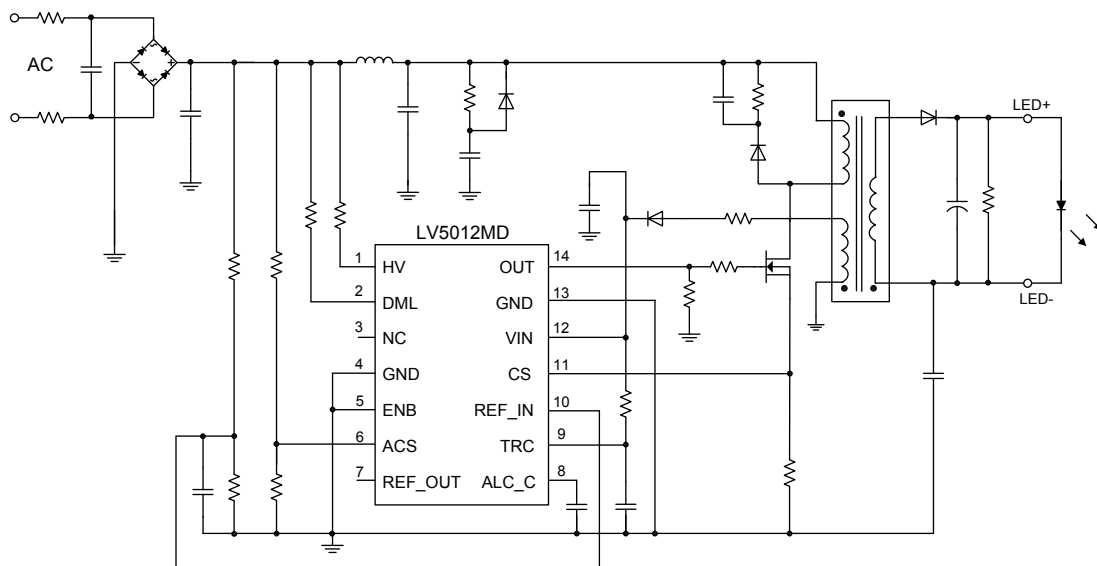 AC
LED+
LV5012MD
1 HV OUT 14
2 DML GND 13
3 NC VIN 12
4 GND CS 11
5 ENB REF_IN 10
6 ACS TRC 9
7 REF_OUT ALC_C 8
LED-